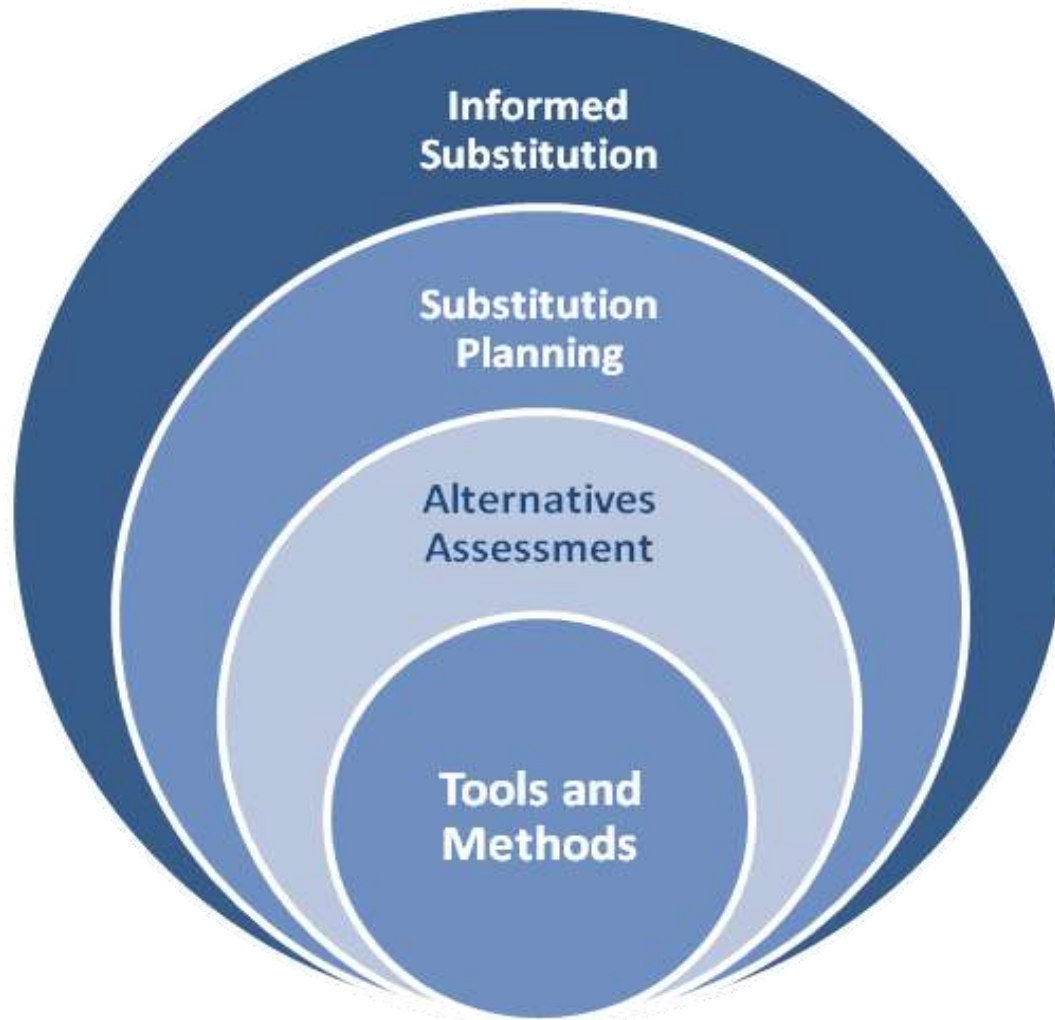 Informed
Substitution
Substitution
Planning
Alternatives
Assessment
Tools and
Methods